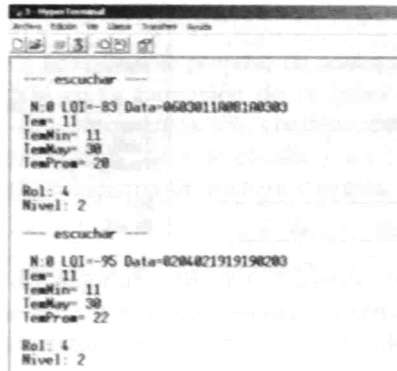 3 - HyperTerminal
Archivo Edición Ver Llamar Transferir Ayuda
--- escuchar ---
N:0 LQI=-83 Data=0603011A081A0303
Tem= 11
TemMin= 11
TemMay= 30
TemProm= 20
Rol: 4
Nivel: 2
--- escuchar ---
N:0 LQI=-95 Data=0204021919190203
Tem= 11
TemMin= 11
TemMay= 30
TemProm= 22
Rol: 4
Nivel: 2